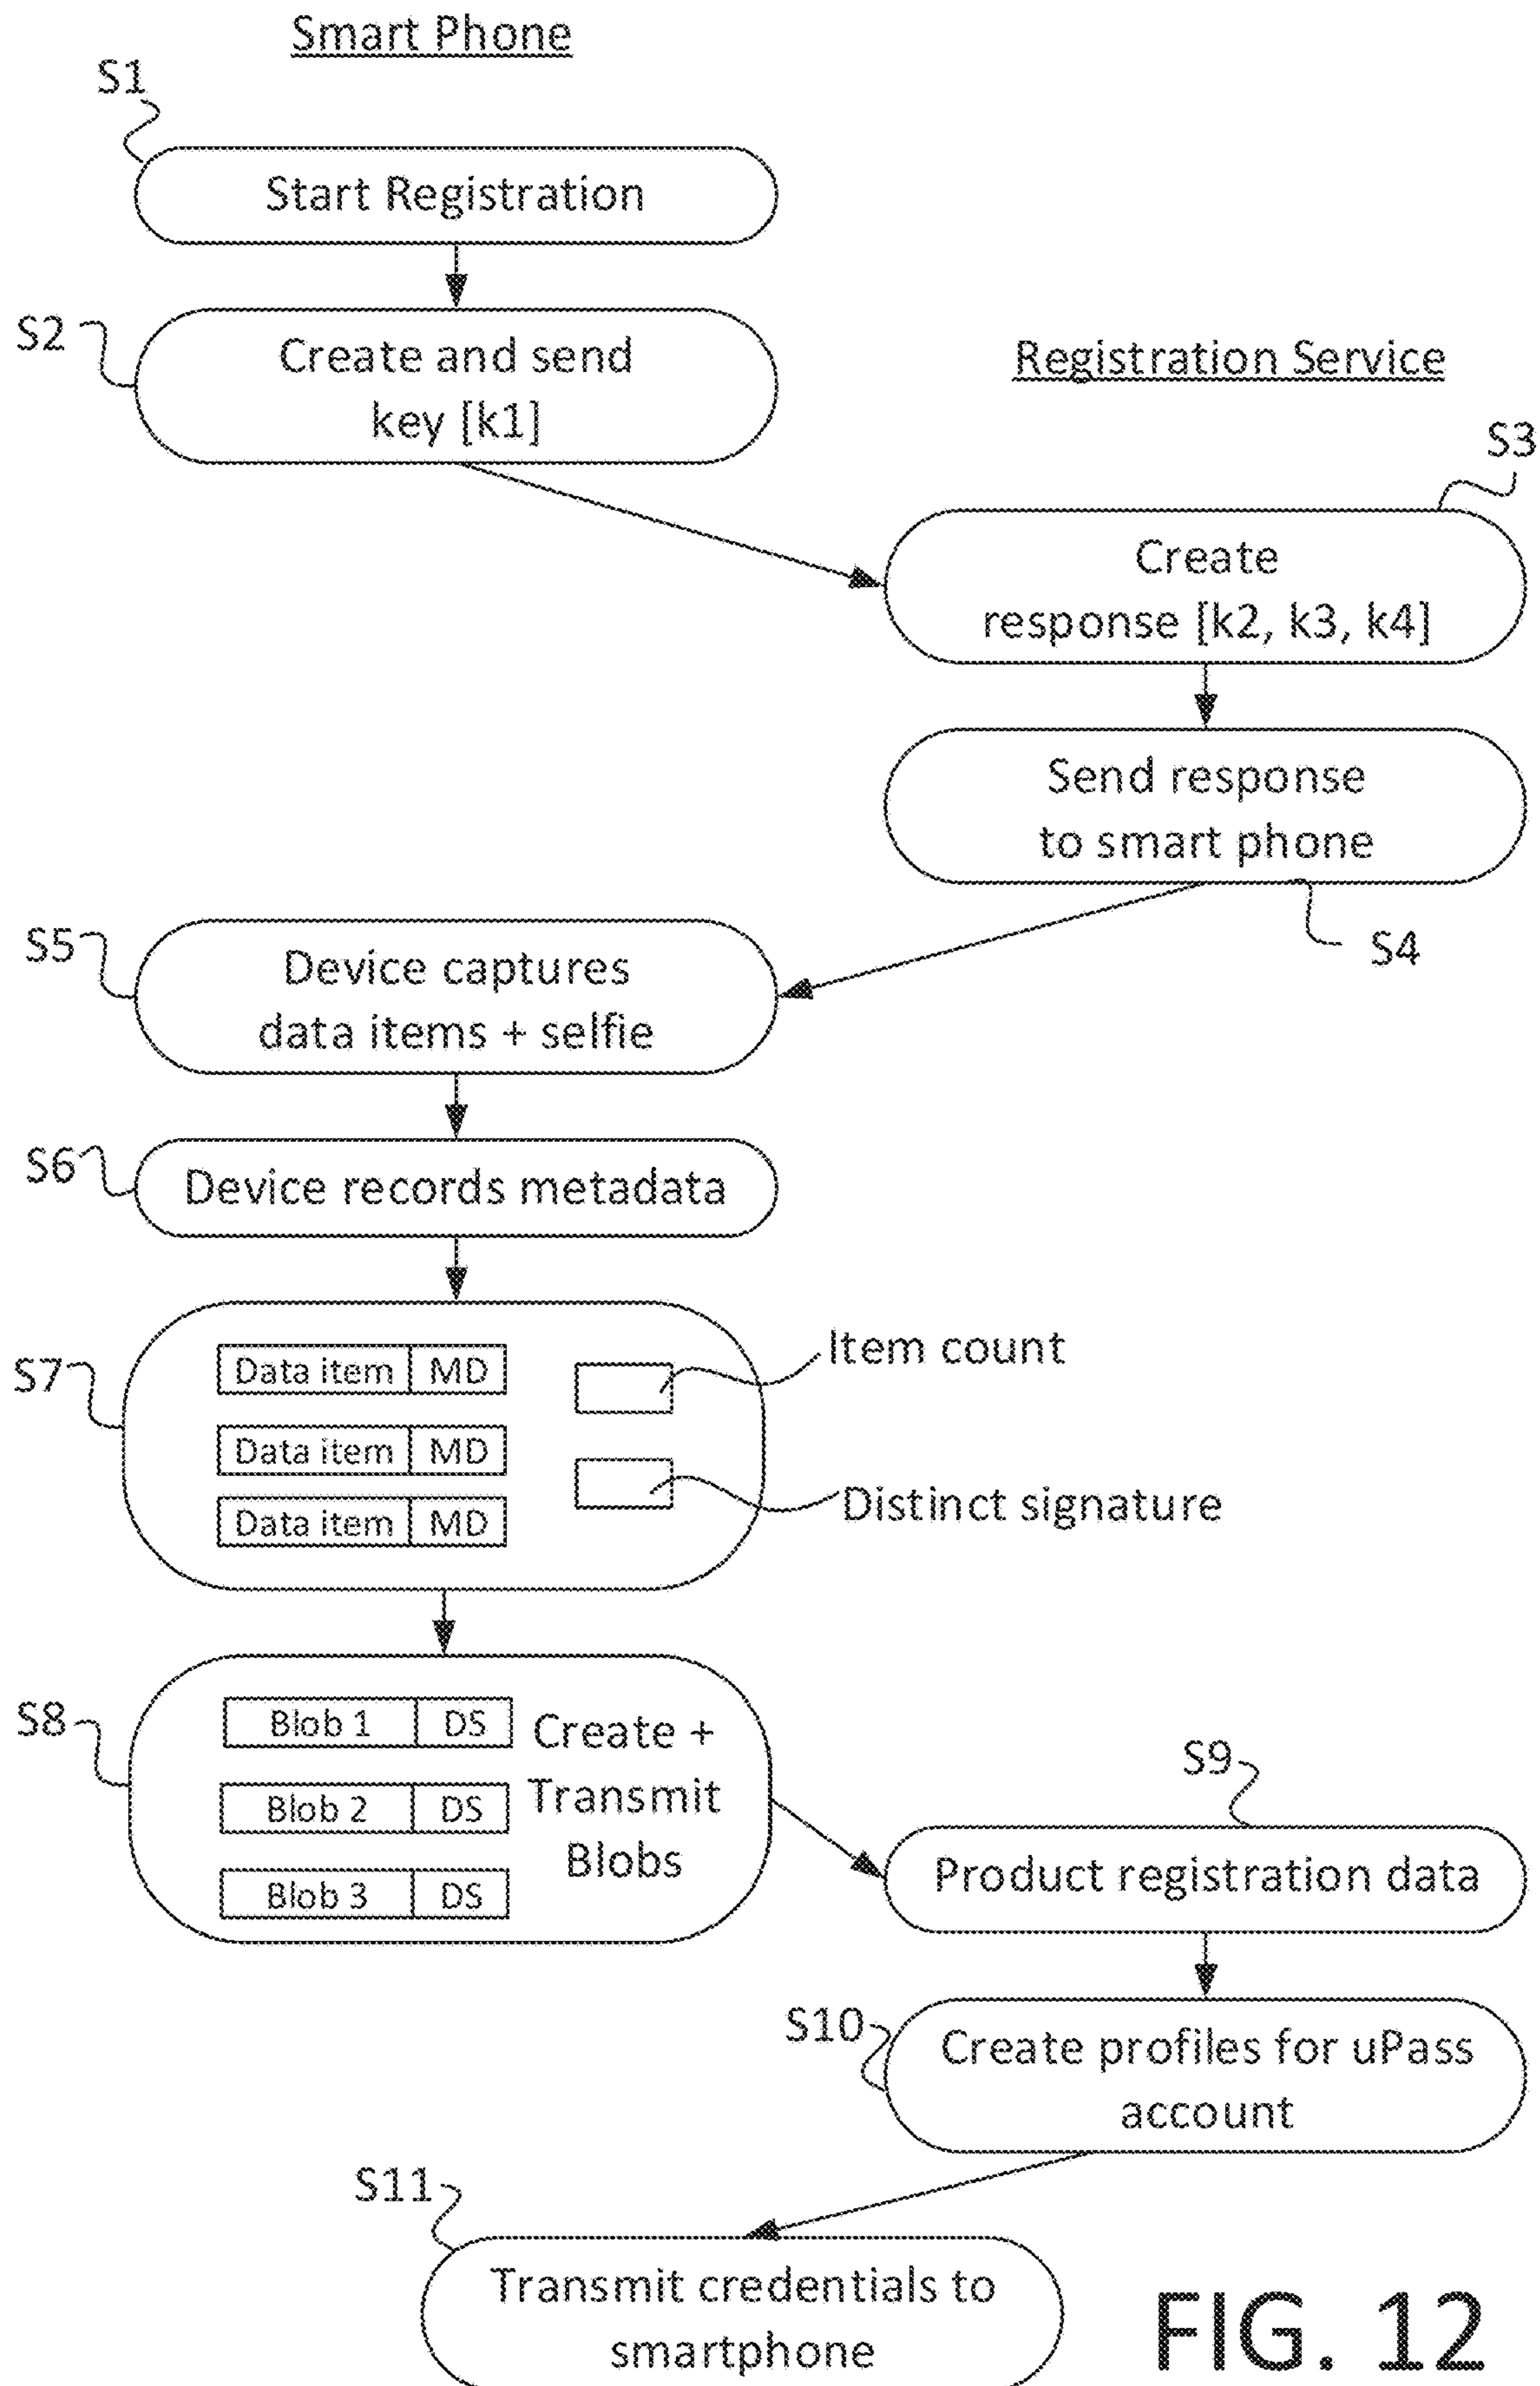 Smart Phone
S1
Start Registration
S2
Create and send
key [k1]
Registration Service
S3
Create
response [k2, k3, k4]
Send response
to smart phone
S4
S5
Device captures
data items + selfie
S6
Device records metadata
S7
Data item MD
Data item MD
Data item MD
Item count
Distinct signature
S8
Blob 1 DS
Blob 2 DS
Blob 3 DS
Create +
Transmit
Blobs
S9
Product registration data
S10
Create profiles for uPass
account
S11
Transmit credentials to
smartphone
FIG. 12